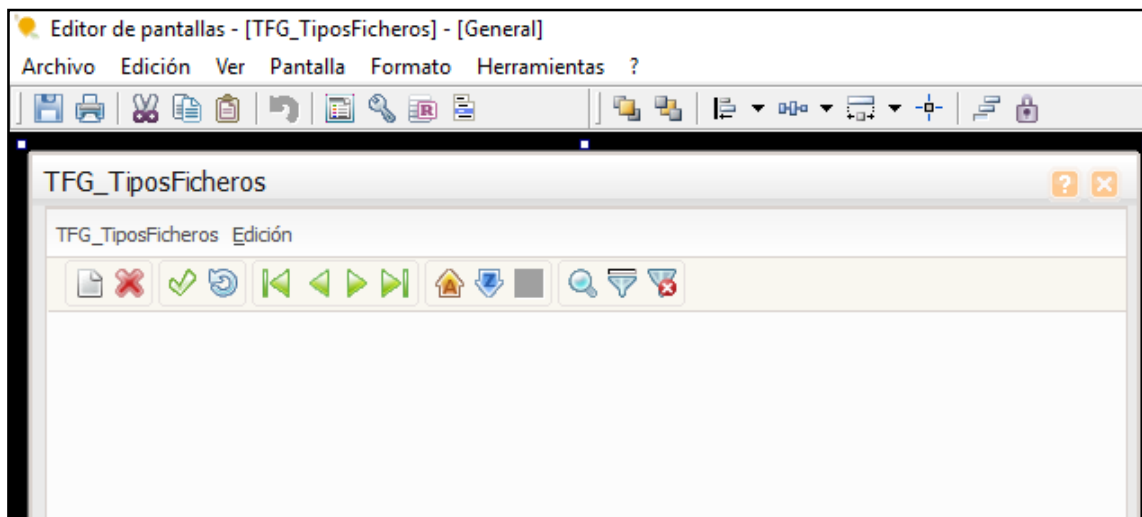 Editor de pantallas - [TFG_TiposFicheros] - [General]
Archivo Edición Ver Pantalla Formato Herramientas ?
TFG_TiposFicheros
TFG_TiposFicheros Edición